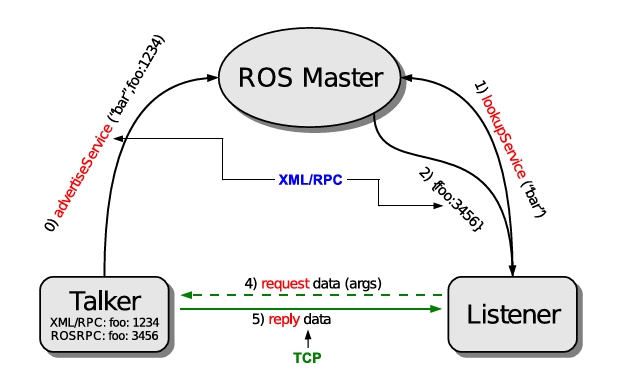 ROS Master
0) advertiseService ("bar",foo:1234)
1) lookupService ("bar")
XML/RPC
2) {foo:3456}
Talker
XML/RPC: foo: 1234
ROSRPC: foo: 3456
4) request data (args)
5) reply data
TCP
Listener